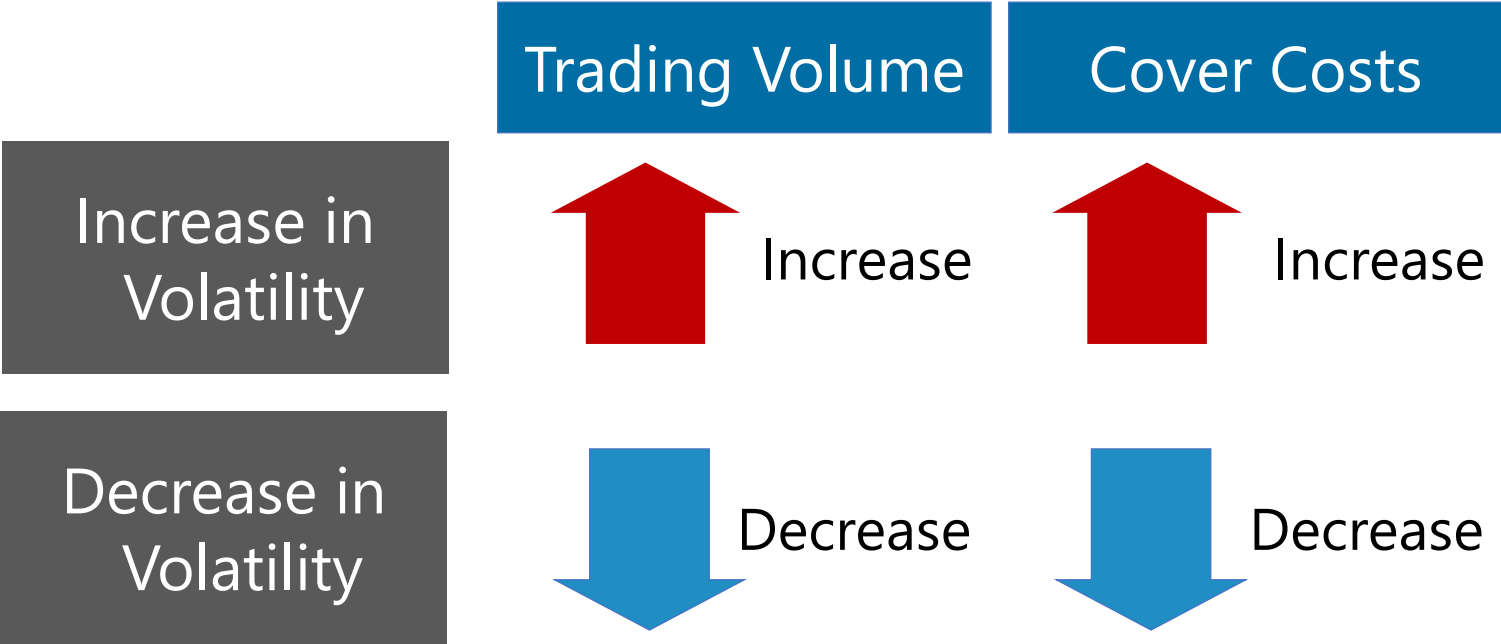 Trading Volume
Cover Costs
Increase in
Volatility
Increase
Increase
Decrease in
Volatility
Decrease
Decrease